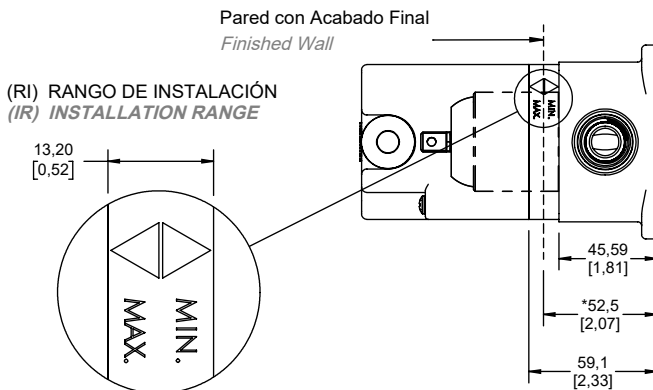 Pared con Acabado Final
Finished Wall
(RI) RANGO DE INSTALACIÓN
(IR) INSTALLATION RANGE
13,20
[0,52]
MIN.
MAX.
MIN.
MAX.
45,59
[1,81]
*52,5
[2,07]
59,1
[2,33]